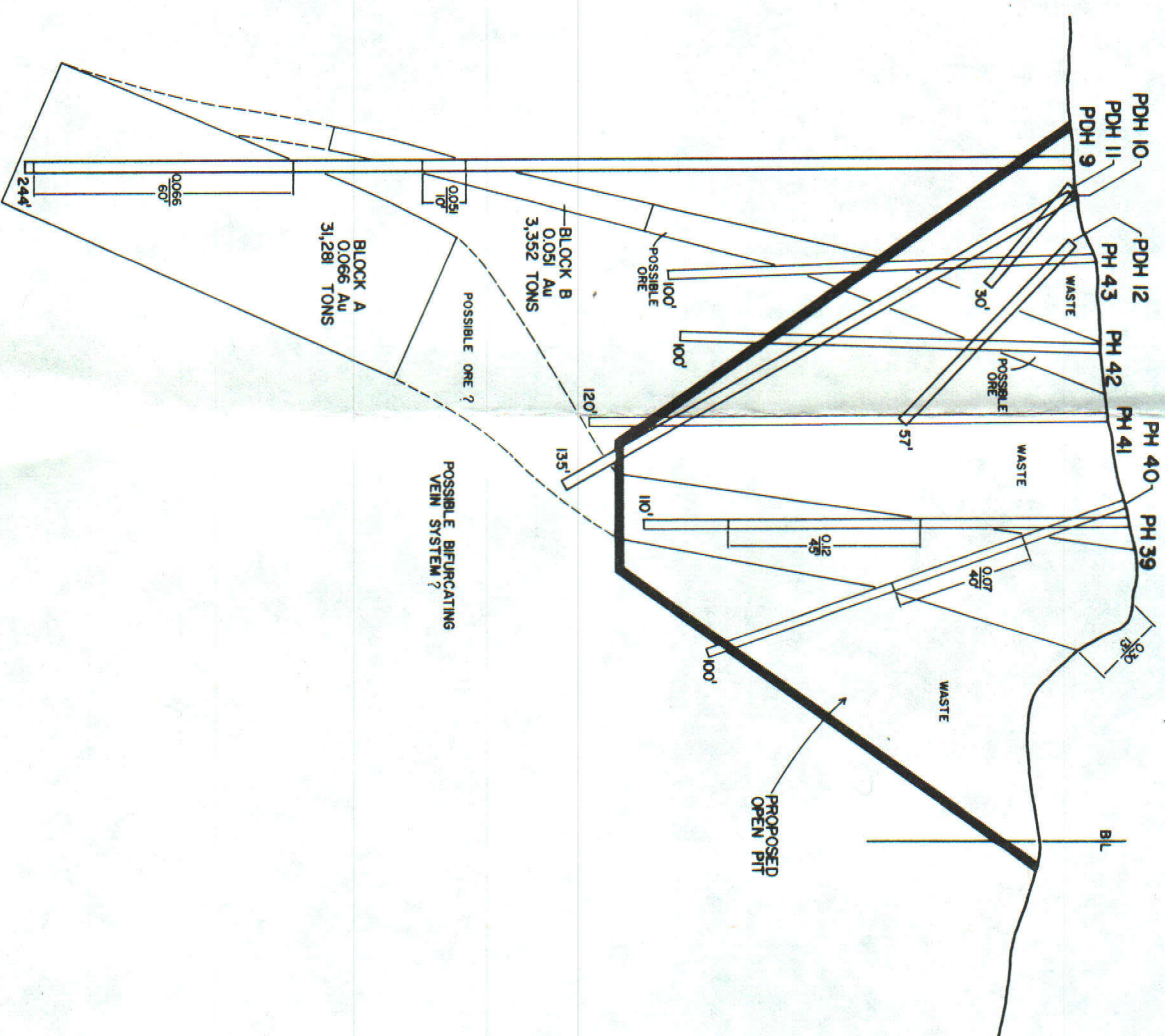 PDH 10
PDH 11
PDH 9
PDH 12
PH 43
PH 42
PH 41
PH 40
PH 39
WASTE
30'
POSSIBLE
ORE
57'
WASTE
0.07
40'
WASTE
B/L
100'
100'
120'
135'
110'
0.12
45'
100'
PROPOSED
OPEN PIT
POSSIBLE
ORE
BLOCK B
0.051 Au
3,352 TONS
0.051
10'
POSSIBLE ORE ?
POSSIBLE BIFURCATING
VEIN SYSTEM ?
BLOCK A
0.066 Au
31,281 TONS
0.066
60'
244'